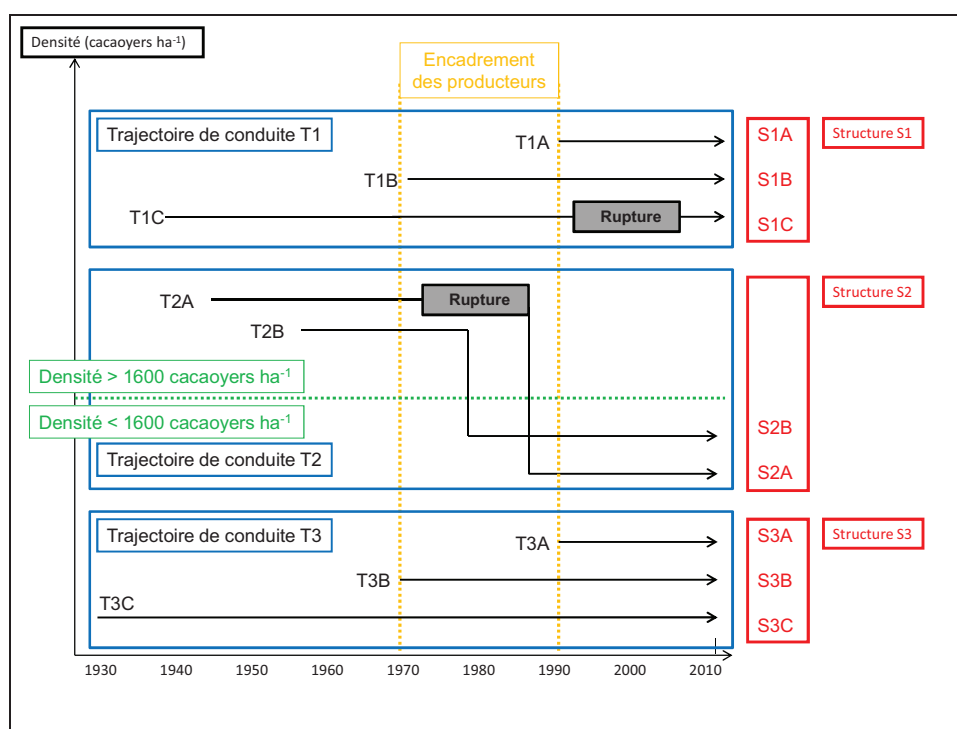 Densité (cacaoyers ha⁻¹)
Encadrement
des producteurs
Trajectoire de conduite T1
T1A
T1B
T1C
Rupture
S1A
S1B
S1C
Structure S1
T2A
Rupture
T2B
Densité > 1600 cacaoyers ha⁻¹
Densité < 1600 cacaoyers ha⁻¹
Trajectoire de conduite T2
S2B
S2A
Structure S2
Trajectoire de conduite T3
T3A
T3B
T3C
S3A
S3B
S3C
Structure S3
1930 1940 1950 1960 1970 1980 1990 2000 2010